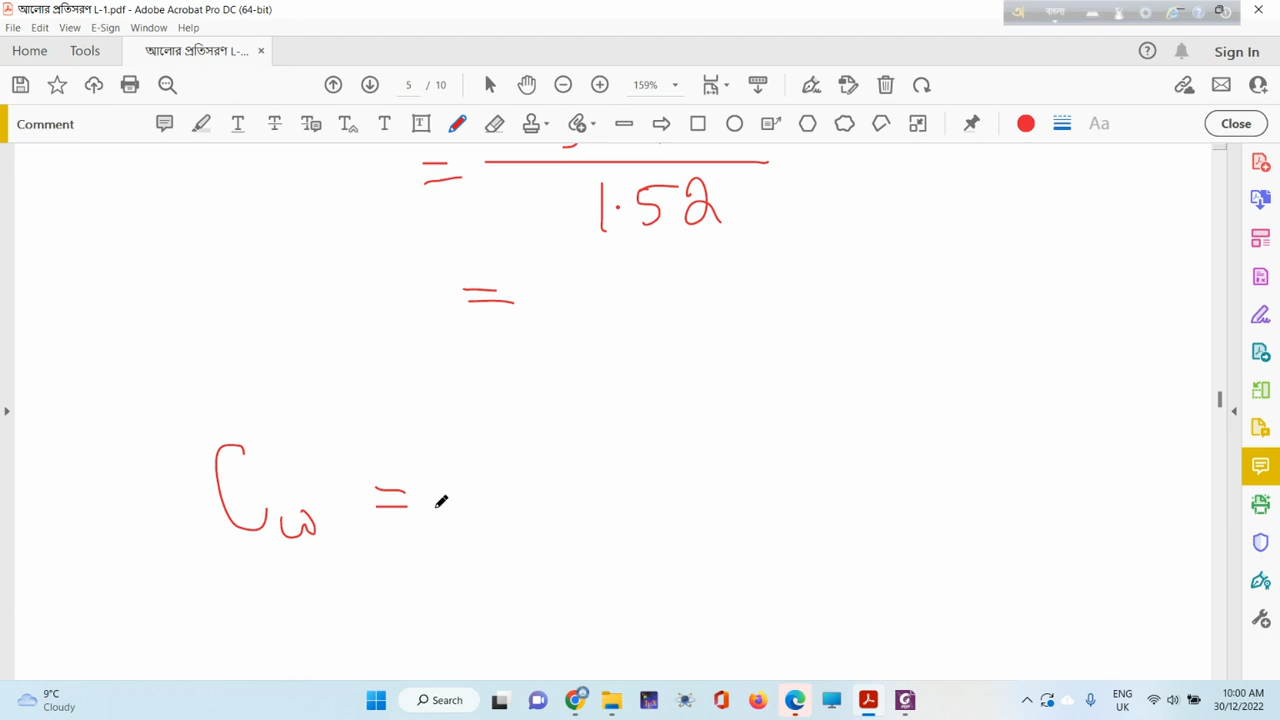 আলোর প্রতিসরণ L-1.pdf - Adobe Acrobat Pro DC (64-bit)
বাংলা
File Edit View E-Sign Window Help
Home Tools আলোর প্রতিসরণ L-... × Sign In
5 / 10 159%
Comment Aa Close
=
1.52
=
Cω =
9°C
Cloudy
Search
ENG
UK
10:00 AM
30/12/2022